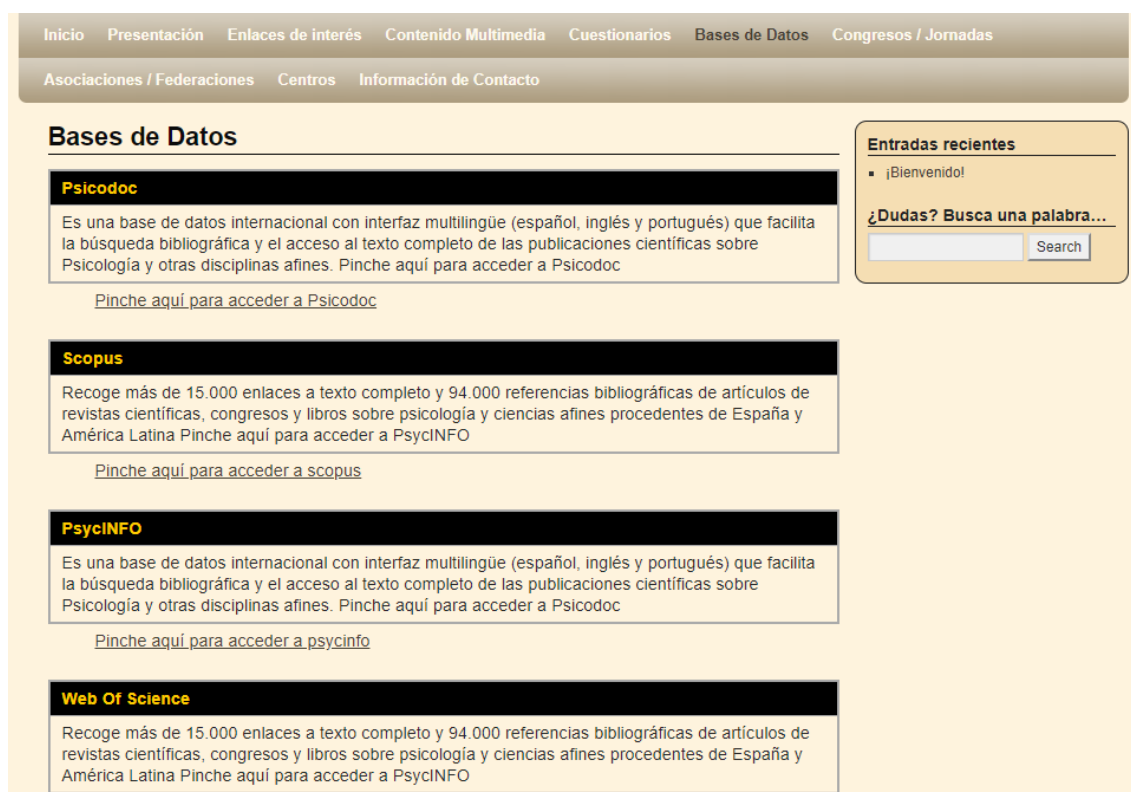 Inicio Presentación Enlaces de interés Contenido Multimedia Cuestionarios Bases de Datos Congresos / Jornadas
Asociaciones / Federaciones Centros Información de Contacto
Bases de Datos
Psicodoc
Es una base de datos internacional con interfaz multilingüe (español, inglés y portugués) que facilita
la búsqueda bibliográfica y el acceso al texto completo de las publicaciones científicas sobre
Psicología y otras disciplinas afines. Pinche aquí para acceder a Psicodoc
Pinche aquí para acceder a Psicodoc
Scopus
Recoge más de 15.000 enlaces a texto completo y 94.000 referencias bibliográficas de artículos de
revistas científicas, congresos y libros sobre psicología y ciencias afines procedentes de España y
América Latina Pinche aquí para acceder a PsycINFO
Pinche aquí para acceder a scopus
PsycINFO
Es una base de datos internacional con interfaz multilingüe (español, inglés y portugués) que facilita
la búsqueda bibliográfica y el acceso al texto completo de las publicaciones científicas sobre
Psicología y otras disciplinas afines. Pinche aquí para acceder a Psicodoc
Pinche aquí para acceder a psycinfo
Web Of Science
Recoge más de 15.000 enlaces a texto completo y 94.000 referencias bibliográficas de artículos de
revistas científicas, congresos y libros sobre psicología y ciencias afines procedentes de España y
América Latina Pinche aquí para acceder a PsycINFO
Entradas recientes
¡Bienvenido!
¿Dudas? Busca una palabra…
Search